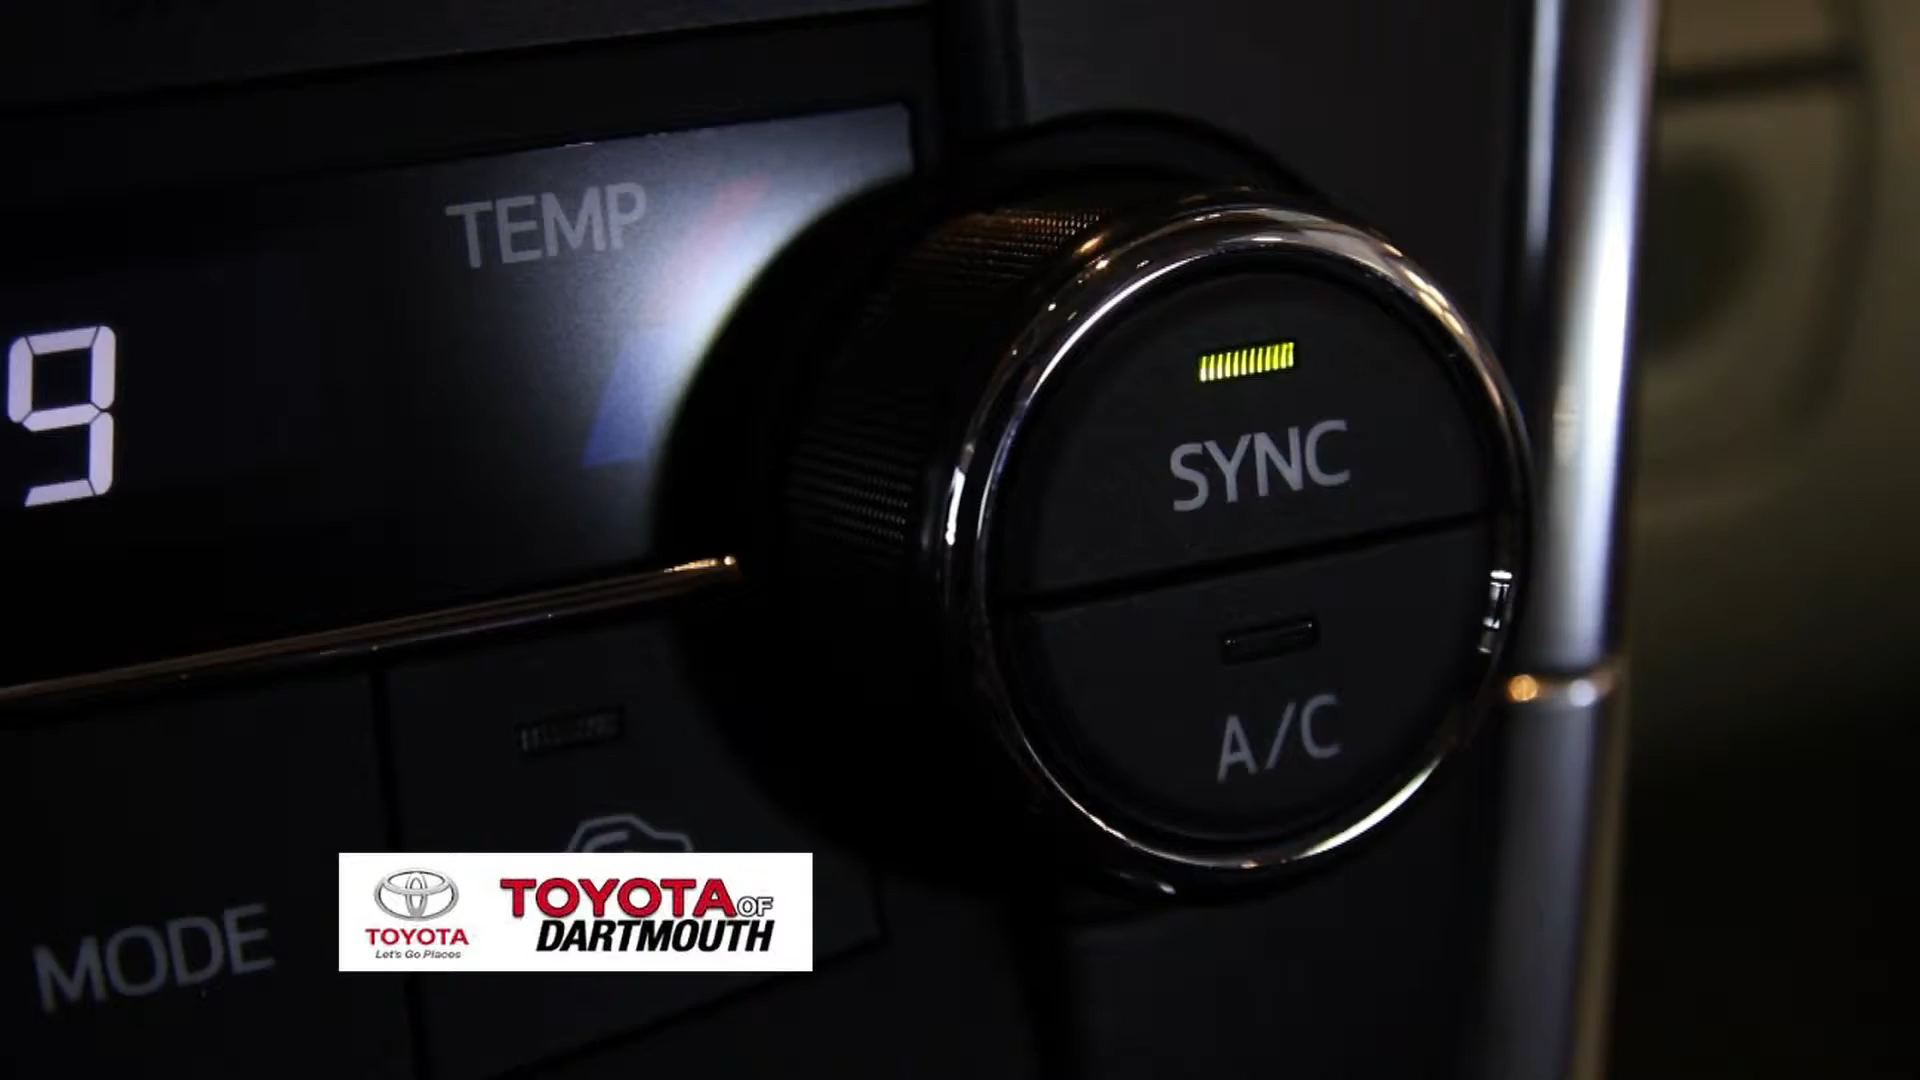 TEMP
9
SYNC
A/C
MODE
TOYOTA
Let's Go Places
TOYOTA OF
DARTMOUTH